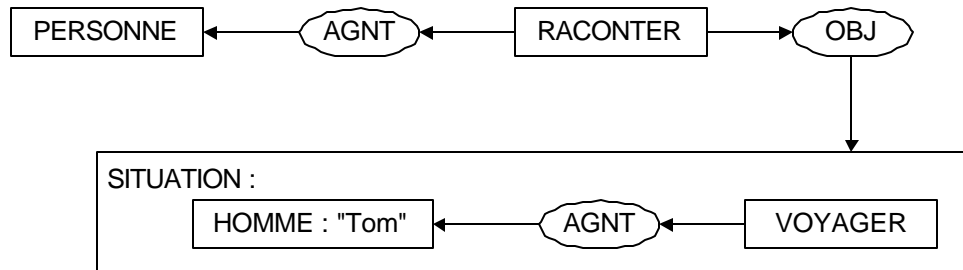 PERSONNE AGNT RACONTER OBJ
SITUATION :
HOMME : "Tom" AGNT VOYAGER